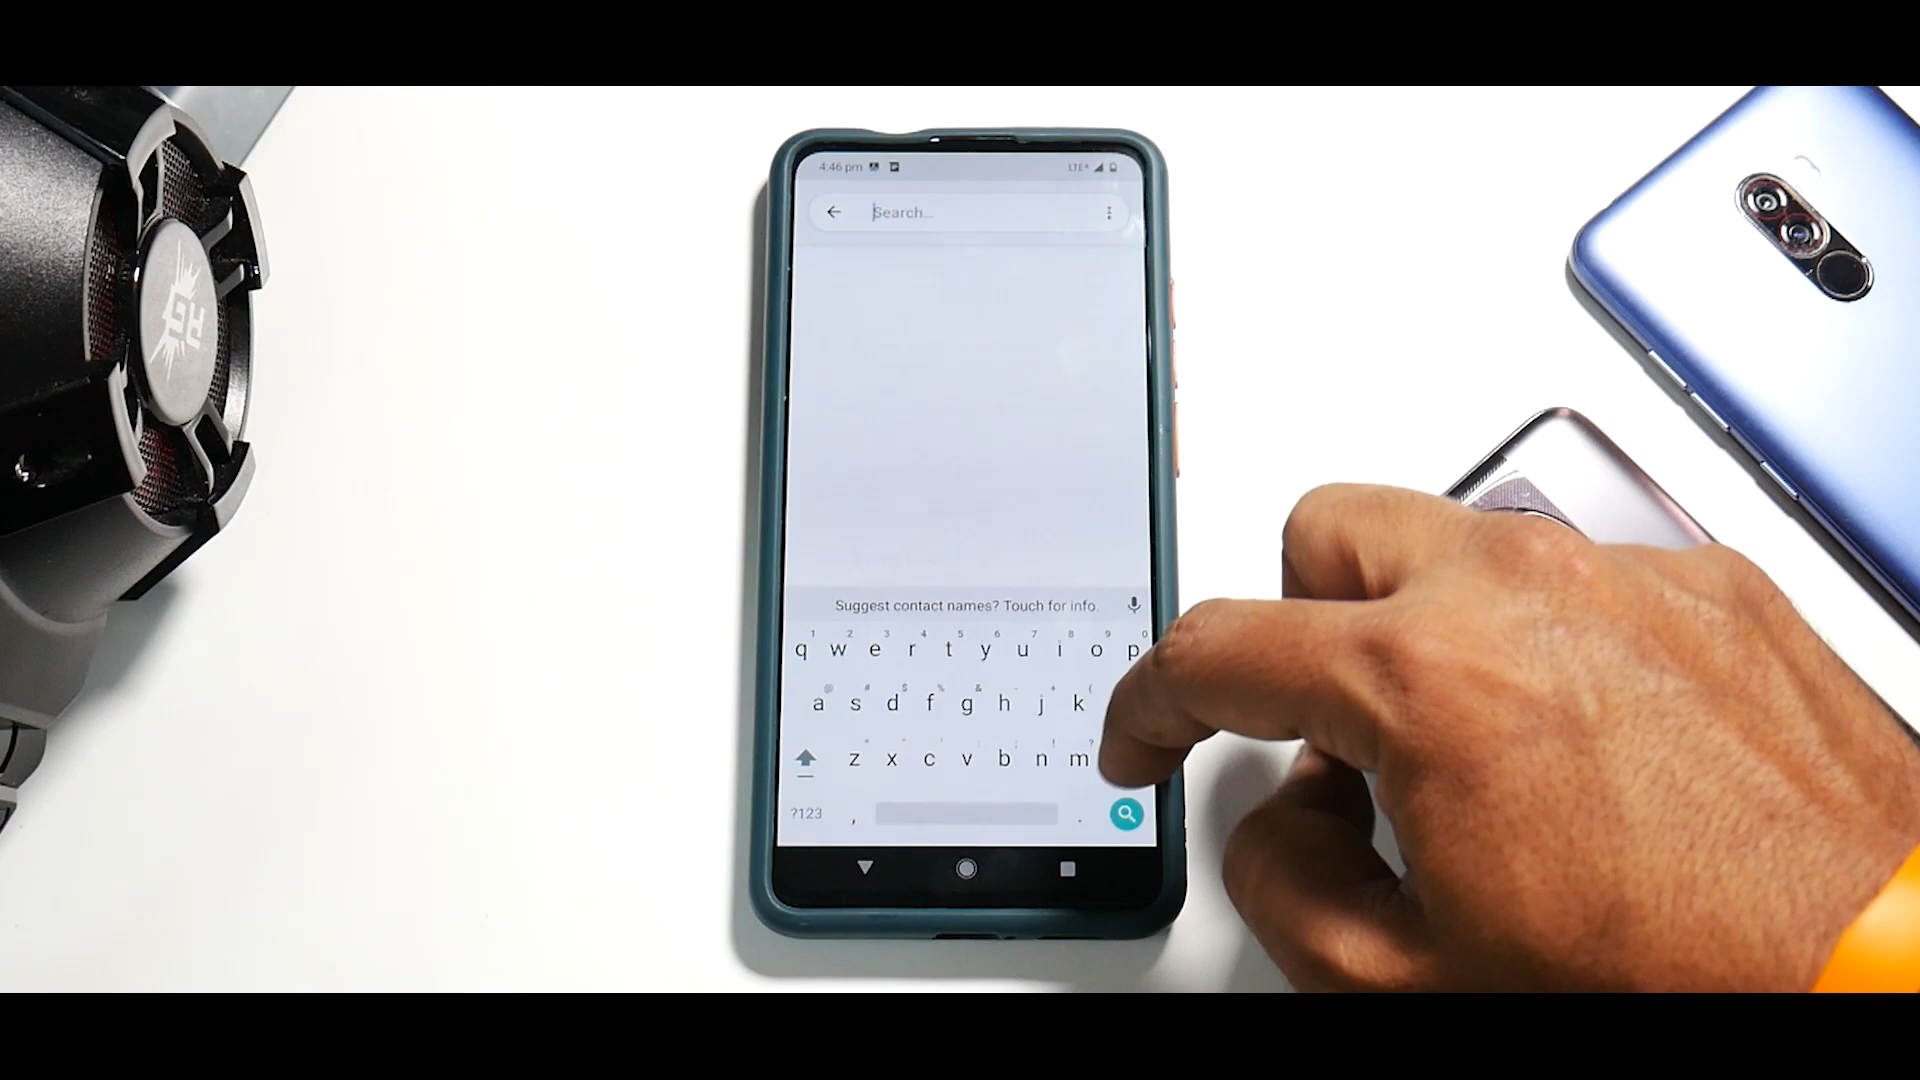 4:46 pm LTE+
Search...
Suggest contact names? Touch for info.
1 2 3 4 5 6 7 8 9 0
q w e r t y u i o p
@ # $ % & - + (
a s d f g h j k
z x c v b n m
?123 , .